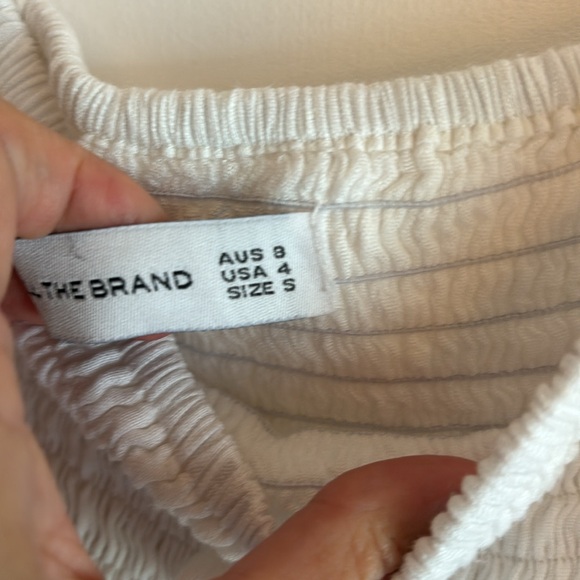 THE BRAND
AUS 8
USA 4
SIZE S